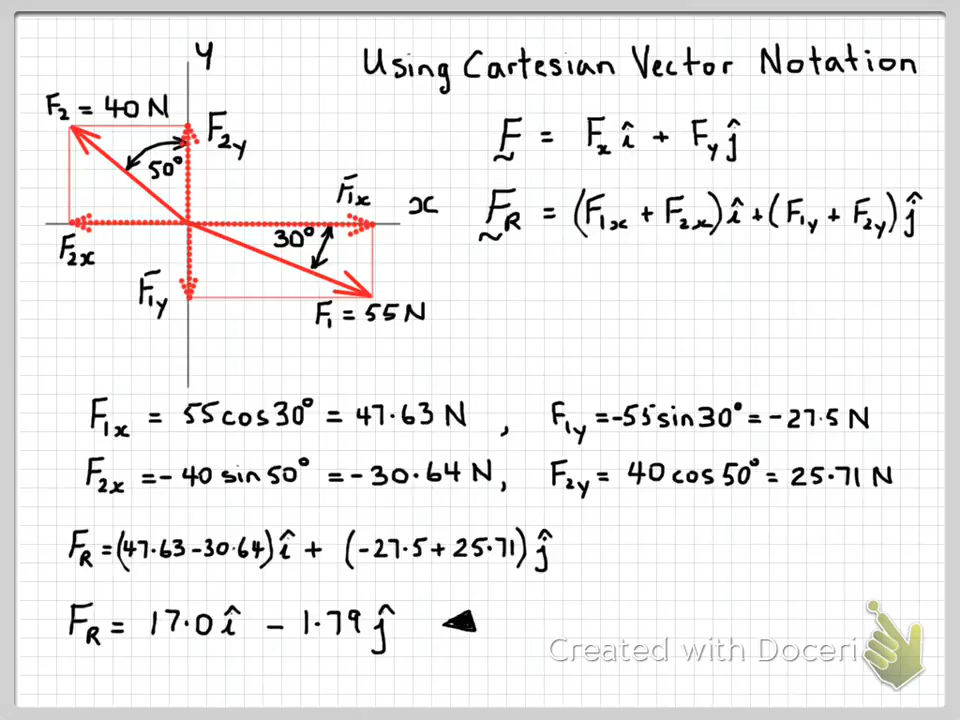 Using Cartesian Vector Notation
y
F₂ = 40 N
F₂y
50°
F̰ = Fₓ î + Fy ĵ
F₁x
x
F̰R = (F₁x + F₂x) î + (F₁y + F₂y) ĵ
30°
F₂x
F₁y
F₁ = 55 N
F₁x = 55 cos 30° = 47.63 N , F₁y = -55 sin 30° = -27.5 N
F₂x = - 40 sin 50° = - 30.64 N, F₂y = 40 cos 50° = 25.71 N
FR = (47.63 - 30.64) î + (-27.5 + 25.71) ĵ
FR = 17.0 î - 1.79 ĵ
Created with Doceri